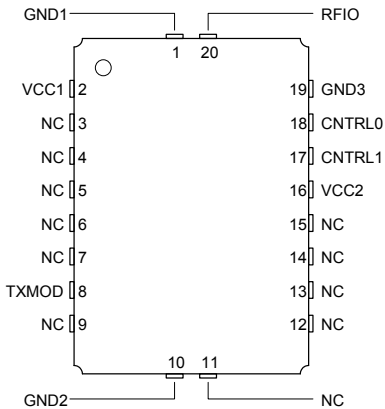 GND1 RFIO
1 20
VCC1 2 19 GND3
NC 3 18 CNTRL0
NC 4 17 CNTRL1
NC 5 16 VCC2
NC 6 15 NC
NC 7 14 NC
TXMOD 8 13 NC
NC 9 12 NC
10 11
GND2 NC